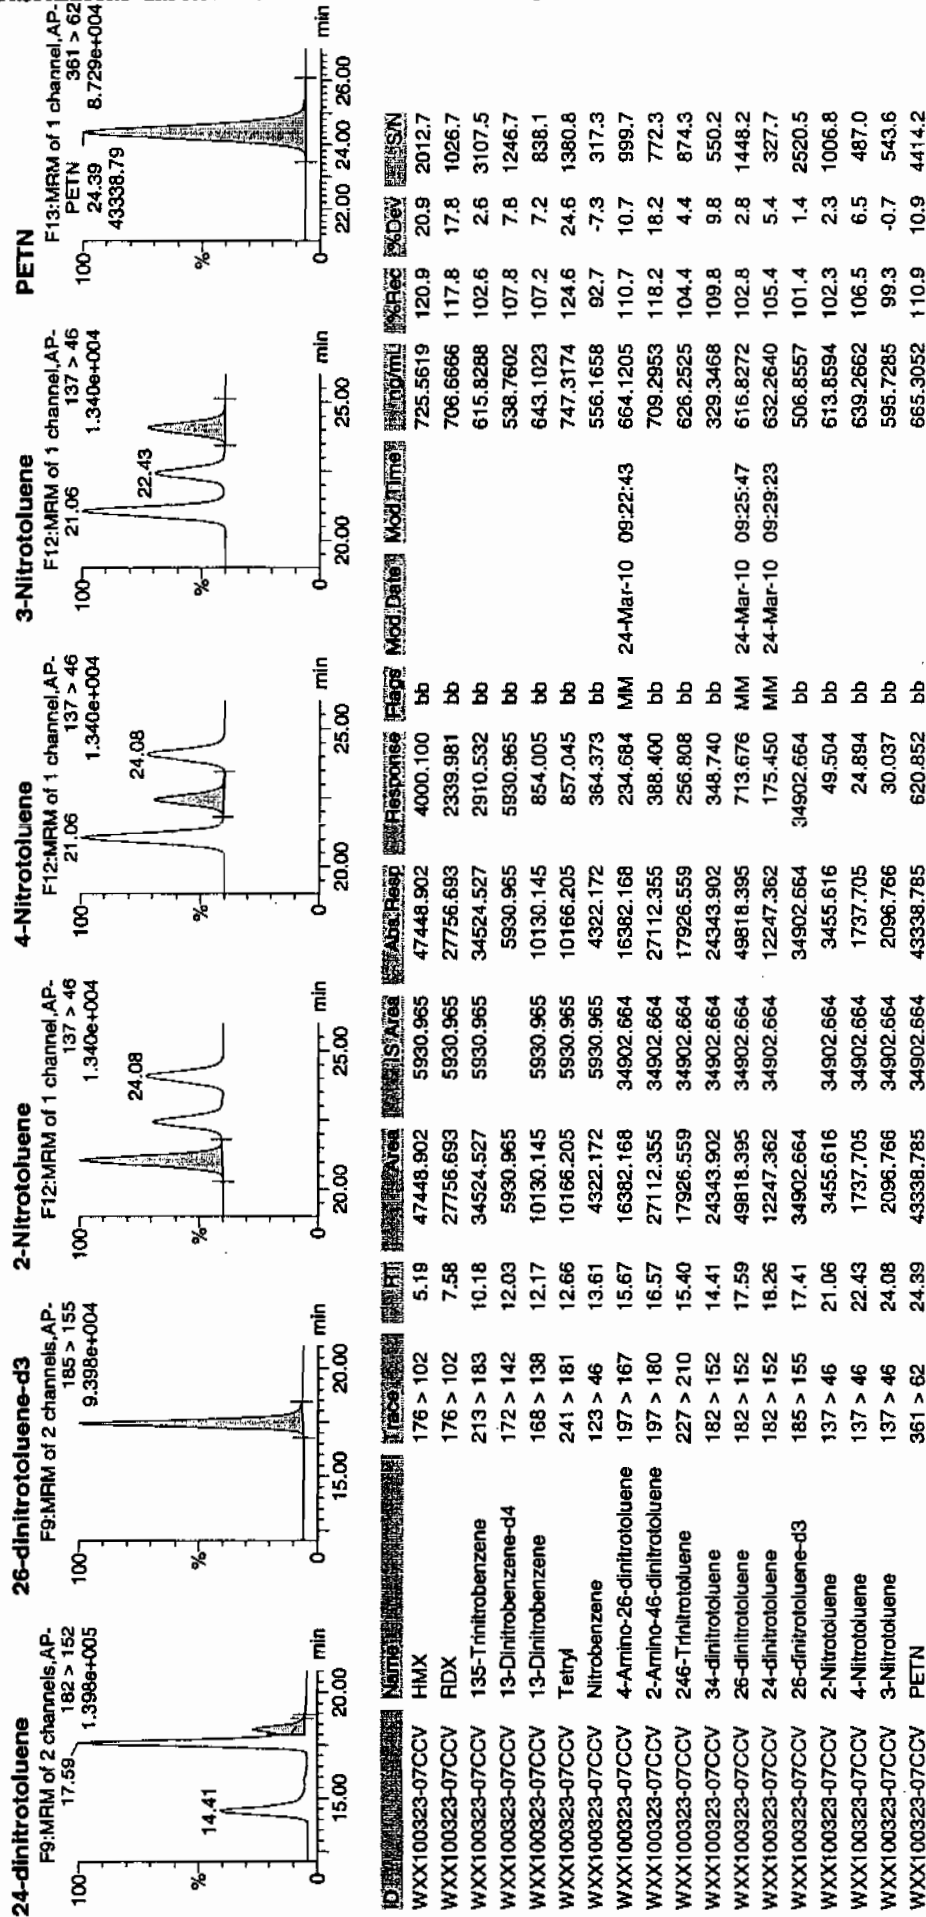 24-dinitrotoluene
F9:MRM of 2 channels,AP-
182 > 152
1.398e+005
17.59
14.41
100
%
0
15.00
20.00
min
26-dinitrotoluene-d3
F9:MRM of 2 channels,AP-
185 > 155
9.398e+004
100
%
0
15.00
20.00
min
2-Nitrotoluene
F12:MRM of 1 channel,AP-
137 > 46
1.340e+004
24.08
100
%
0
20.00
25.00
min
4-Nitrotoluene
F12:MRM of 1 channel,AP-
137 > 46
1.340e+004
21.06
24.08
100
%
0
20.00
25.00
min
3-Nitrotoluene
F12:MRM of 1 channel,AP-
137 > 46
1.340e+004
21.06
22.43
100
%
0
20.00
25.00
min
PETN
F13:MRM of 1 channel,AP-
361 > 62
8.729e+004
PETN
24.39
43338.79
100
%
0
22.00
24.00
26.00
min
ID Name Trace RT Area IS Area Abs.Resp Response Flags Mod.Date Mod.Time ng/mL %Rec %Dev S/N
WXX100323-07CCV HMX 176 > 102 5.19 47448.902 5930.965 47448.902 4000.100 bb 725.5619 120.9 20.9 2012.7
WXX100323-07CCV RDX 176 > 102 7.58 27756.693 5930.965 27756.693 2339.981 bb 706.6666 117.8 17.8 1026.7
WXX100323-07CCV 135-Trinitrobenzene 213 > 183 10.18 34524.527 5930.965 34524.527 2910.532 bb 615.8288 102.6 2.6 3107.5
WXX100323-07CCV 13-Dinitrobenzene-d4 172 > 142 12.03 5930.965 5930.965 5930.965 bb 538.7602 107.8 7.8 1246.7
WXX100323-07CCV 13-Dinitrobenzene 168 > 138 12.17 10130.145 5930.965 10130.145 854.005 bb 643.1023 107.2 7.2 838.1
WXX100323-07CCV Tetryl 241 > 181 12.66 10166.205 5930.965 10166.205 857.045 bb 747.3174 124.6 24.6 1380.8
WXX100323-07CCV Nitrobenzene 123 > 46 13.61 4322.172 5930.965 4322.172 364.373 bb 556.1658 92.7 -7.3 317.3
WXX100323-07CCV 4-Amino-26-dinitrotoluene 197 > 167 15.67 16382.168 34902.664 16382.168 234.684 MM 24-Mar-10 09:22:43 664.1205 110.7 10.7 999.7
WXX100323-07CCV 2-Amino-46-dinitrotoluene 197 > 180 16.57 27112.355 34902.664 27112.355 388.400 bb 709.2953 118.2 18.2 772.3
WXX100323-07CCV 246-Trinitrotoluene 227 > 210 15.40 17926.559 34902.664 17926.559 256.808 bb 626.2525 104.4 4.4 874.3
WXX100323-07CCV 34-dinitrotoluene 182 > 152 14.41 24343.902 34902.664 24343.902 348.740 bb 329.3468 109.8 9.8 550.2
WXX100323-07CCV 26-dinitrotoluene 182 > 152 17.59 49818.395 34902.664 49818.395 713.676 MM 24-Mar-10 09:25:47 616.8272 102.8 2.8 1448.2
WXX100323-07CCV 24-dinitrotoluene 182 > 152 18.26 12247.362 34902.664 12247.362 175.450 MM 24-Mar-10 09:29:23 632.2640 105.4 5.4 327.7
WXX100323-07CCV 26-dinitrotoluene-d3 185 > 155 17.41 34902.664 34902.664 34902.664 bb 506.8557 101.4 1.4 2520.5
WXX100323-07CCV 2-Nitrotoluene 137 > 46 21.06 3455.616 34902.664 3455.616 49.504 bb 613.8594 102.3 2.3 1006.8
WXX100323-07CCV 4-Nitrotoluene 137 > 46 22.43 1737.705 34902.664 1737.705 24.894 bb 639.2662 106.5 6.5 487.0
WXX100323-07CCV 3-Nitrotoluene 137 > 46 24.08 2096.766 34902.664 2096.766 30.037 bb 595.7285 99.3 -0.7 543.6
WXX100323-07CCV PETN 361 > 62 24.39 43338.785 34902.664 43338.785 620.852 bb 665.3052 110.9 10.9 4414.2